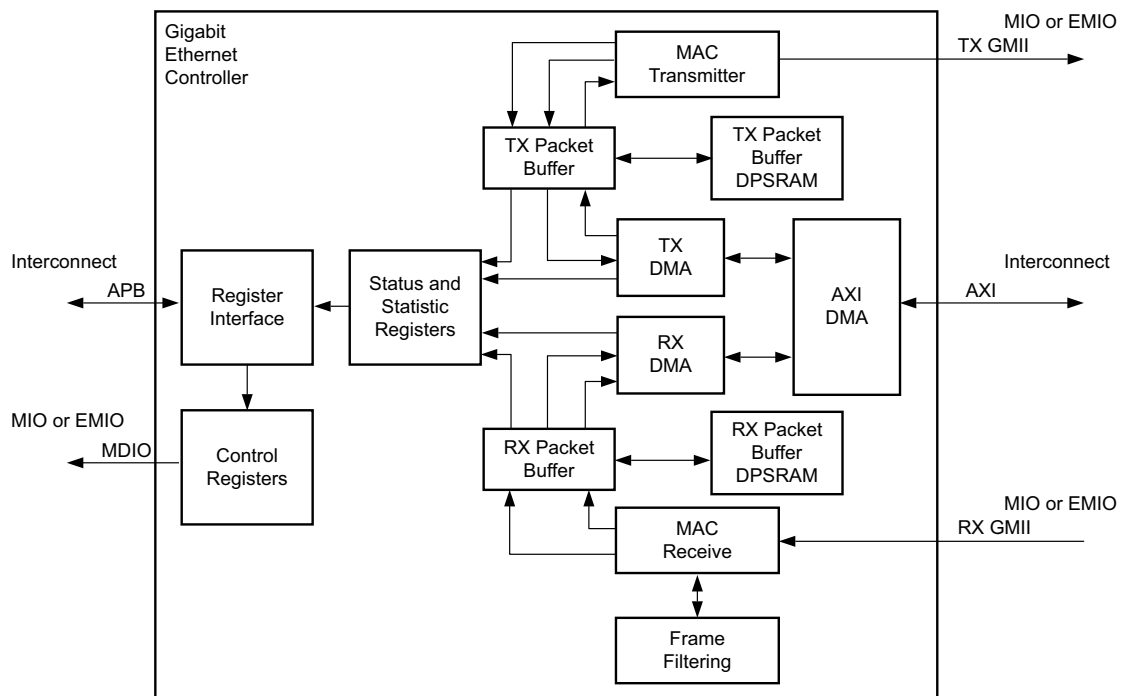 Gigabit
Ethernet
Controller
MIO or EMIO
TX GMII
MAC
Transmitter
TX Packet
Buffer
TX Packet
Buffer
DPSRAM
TX
DMA
Interconnect
APB
Register
Interface
Status and
Statistic
Registers
AXI
DMA
Interconnect
AXI
RX
DMA
MIO or EMIO
MDIO
Control
Registers
RX Packet
Buffer
RX Packet
Buffer
DPSRAM
MAC
Receive
MIO or EMIO
RX GMII
Frame
Filtering